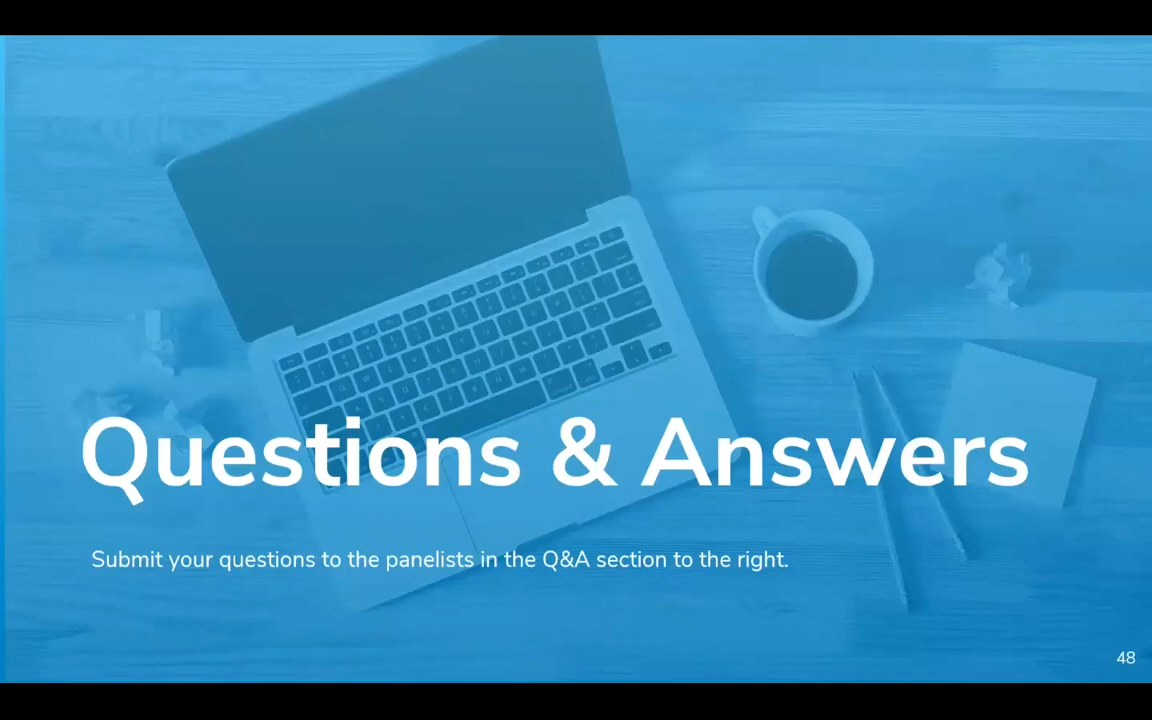 Questions & Answers
Submit your questions to the panelists in the Q&A section to the right.
48